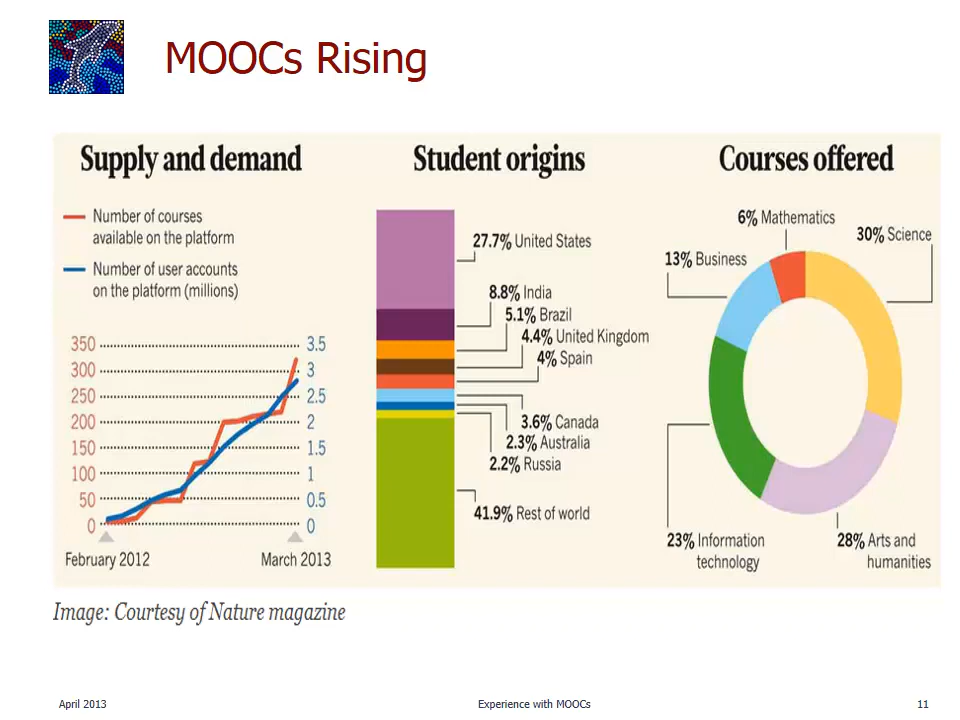 MOOCs Rising
Supply and demand
Number of courses
available on the platform
Number of user accounts
on the platform (millions)
350
300
250
200
150
100
50
0
3.5
3
2.5
2
1.5
1
0.5
0
February 2012
March 2013
Student origins
27.7% United States
8.8% India
5.1% Brazil
4.4% United Kingdom
4% Spain
3.6% Canada
2.3% Australia
2.2% Russia
41.9% Rest of world
Courses offered
6% Mathematics
30% Science
13% Business
23% Information
technology
28% Arts and
humanities
Image: Courtesy of Nature magazine
April 2013
Experience with MOOCs
11